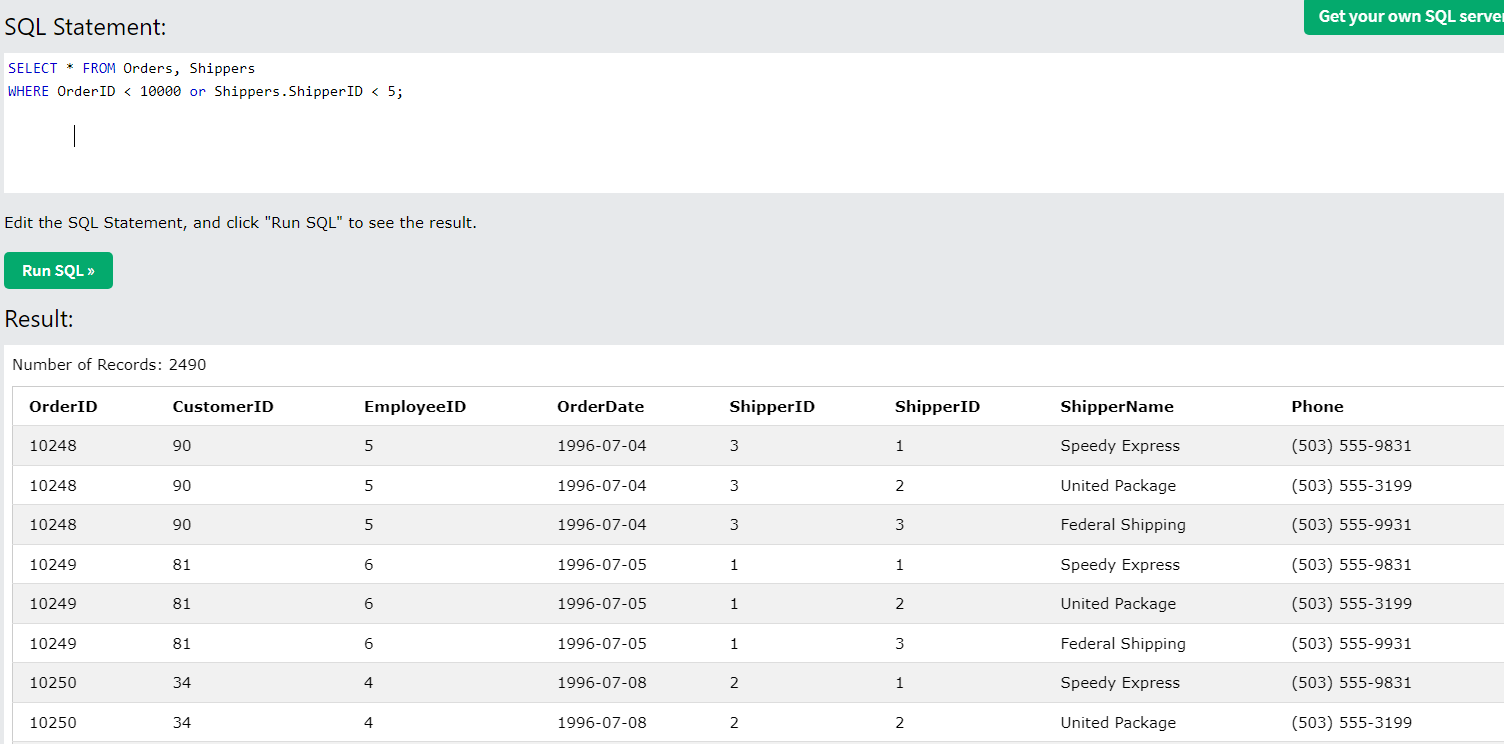 SQL Statement:
Get your own SQL server
SELECT * FROM Orders, Shippers
WHERE OrderID < 10000 or Shippers.ShipperID < 5;
Edit the SQL Statement, and click "Run SQL" to see the result.
Run SQL »
Result:
Number of Records: 2490
OrderID CustomerID EmployeeID OrderDate ShipperID ShipperID ShipperName Phone
10248 90 5 1996-07-04 3 1 Speedy Express (503) 555-9831
10248 90 5 1996-07-04 3 2 United Package (503) 555-3199
10248 90 5 1996-07-04 3 3 Federal Shipping (503) 555-9931
10249 81 6 1996-07-05 1 1 Speedy Express (503) 555-9831
10249 81 6 1996-07-05 1 2 United Package (503) 555-3199
10249 81 6 1996-07-05 1 3 Federal Shipping (503) 555-9931
10250 34 4 1996-07-08 2 1 Speedy Express (503) 555-9831
10250 34 4 1996-07-08 2 2 United Package (503) 555-3199